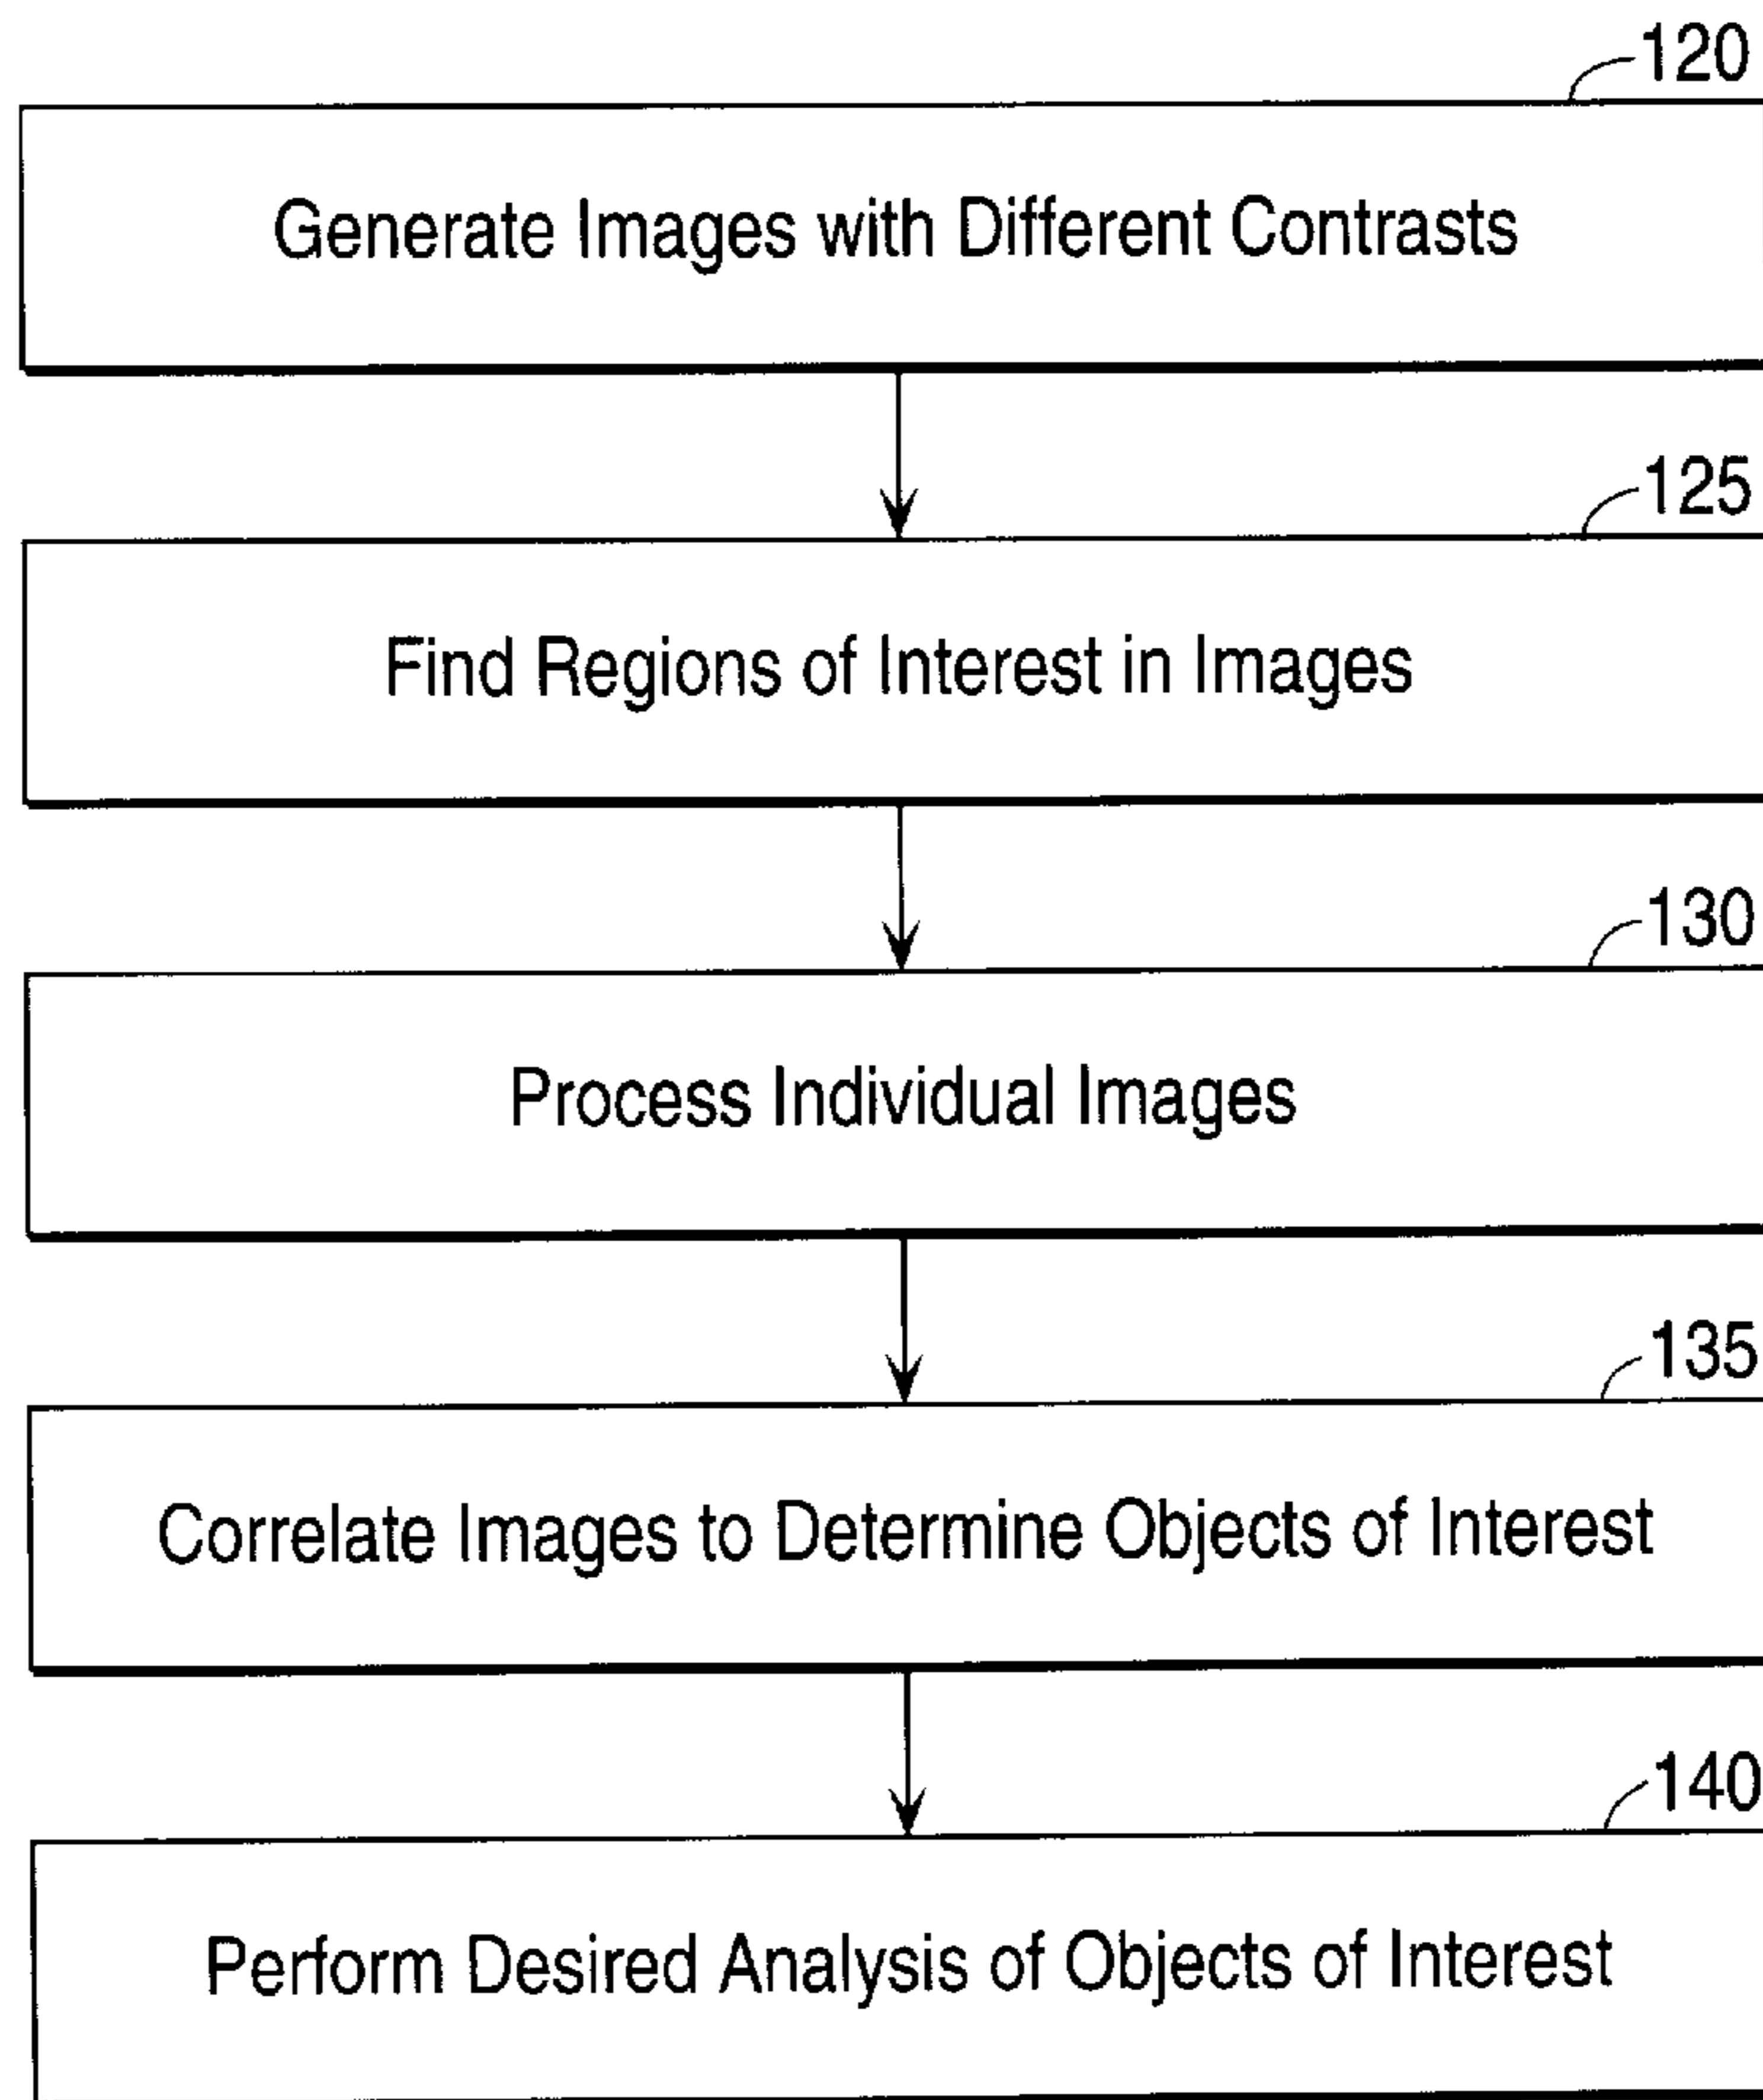 120
Generate Images with Different Contrasts
125
Find Regions of Interest in Images
130
Process Individual Images
135
Correlate Images to Determine Objects of Interest
140
Perform Desired Analysis of Objects of Interest